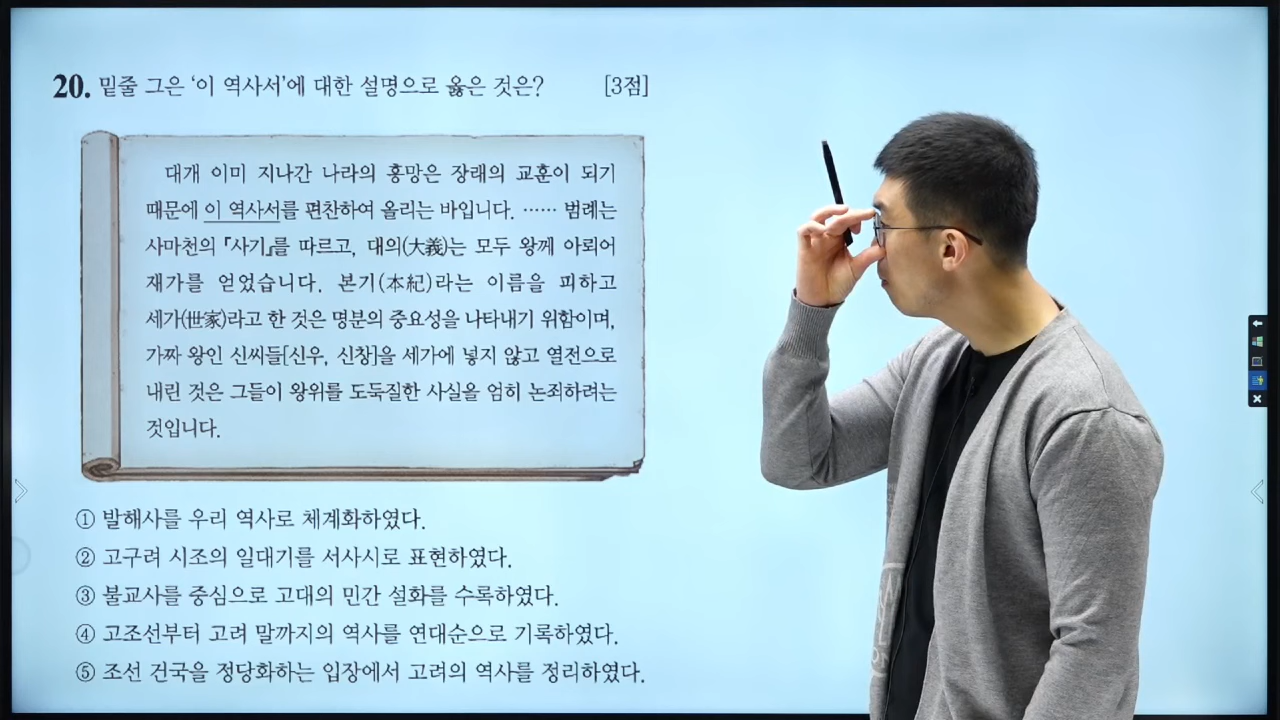 20. 밑줄 그은 '이 역사서'에 대한 설명으로 옳은 것은? [3점]
대개 이미 지나간 나라의 흥망은 장래의 교훈이 되기
때문에 이 역사서를 편찬하여 올리는 바입니다. …… 범례는
사마천의 『사기』를 따르고, 대의(大義)는 모두 왕께 아뢰어
재가를 얻었습니다. 본기(本紀)라는 이름을 피하고
세가(世家)라고 한 것은 명분의 중요성을 나타내기 위함이며,
가짜 왕인 신씨들[신우, 신창]을 세가에 넣지 않고 열전으로
내린 것은 그들이 왕위를 도둑질한 사실을 엄히 논죄하려는
것입니다.
① 발해사를 우리 역사로 체계화하였다.
② 고구려 시조의 일대기를 서사시로 표현하였다.
③ 불교사를 중심으로 고대의 민간 설화를 수록하였다.
④ 고조선부터 고려 말까지의 역사를 연대순으로 기록하였다.
⑤ 조선 건국을 정당화하는 입장에서 고려의 역사를 정리하였다.